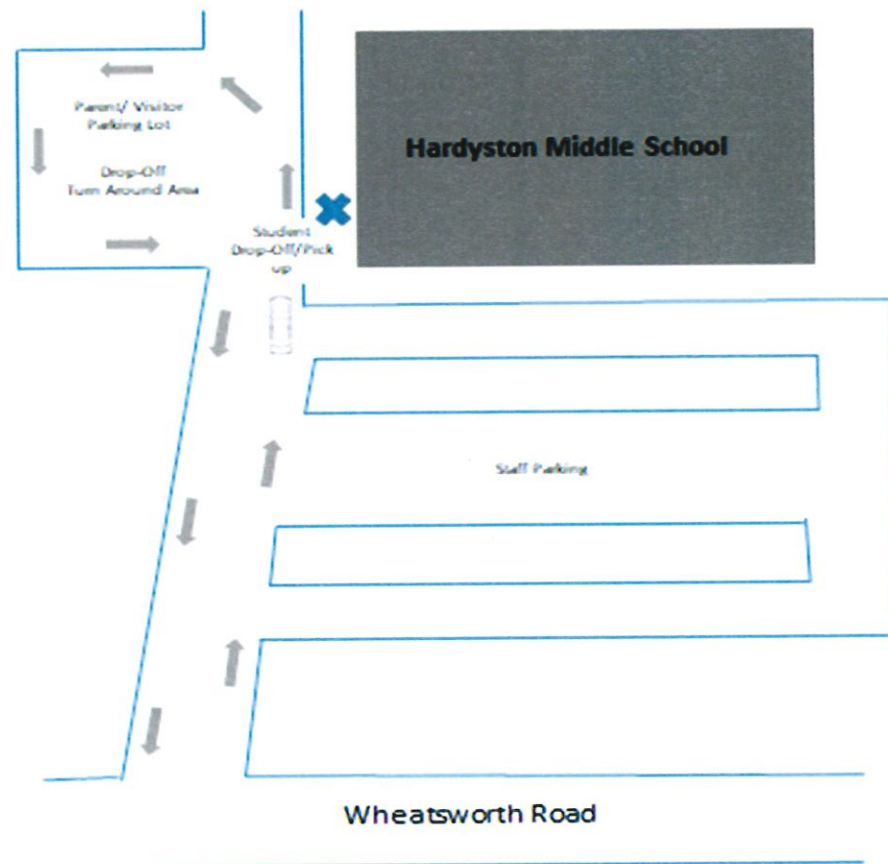 Parent/ Visitor
Parking Lot
Drop-Off
Turn Around Area
Hardyston Middle School
Student
Drop-Off/Pick
up
Staff Parking
Wheatsworth Road